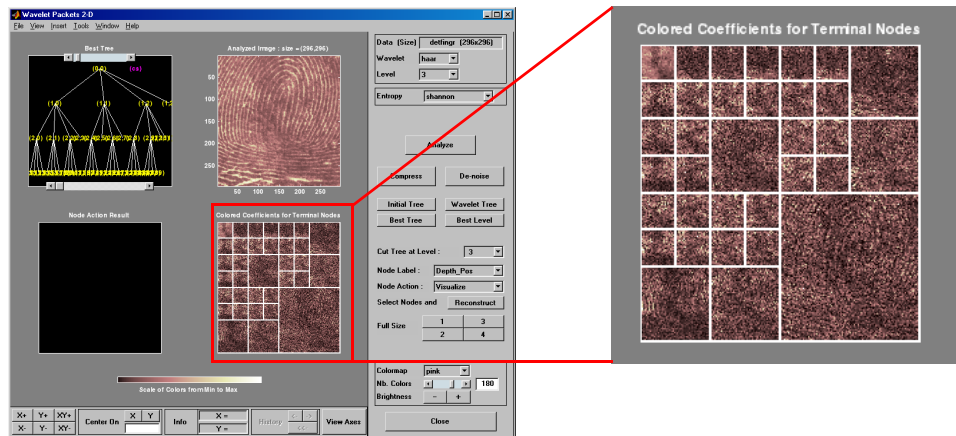 Wavelet Packets 2-D
File View Insert Tools Window Help
Best Tree
(0,0) (ca)
(1,0) (1,1) (1,2)
Analyzed Image : size = (296,296)
50
100
150
200
250
50 100 150 200 250
Node Action Result
Colored Coefficients for Terminal Nodes
Scale of Colors from Min to Max
Data (Size) detfingr (296x296)
Wavelet haar
Level 3
Entropy shannon
Analyze
Compress De-noise
Initial Tree Wavelet Tree
Best Tree Best Level
Cut Tree at Level : 3
Node Label : Depth_Pos
Node Action : Visualize
Select Nodes and Reconstruct
Full Size 1 3
2 4
Colormap pink
Nb. Colors 180
Brightness - +
X+ Y+ XY+
X- Y- XY-
Center On X Y
Info X =
Y =
History <- ->
<<-
View Axes
Close
Colored Coefficients for Terminal Nodes